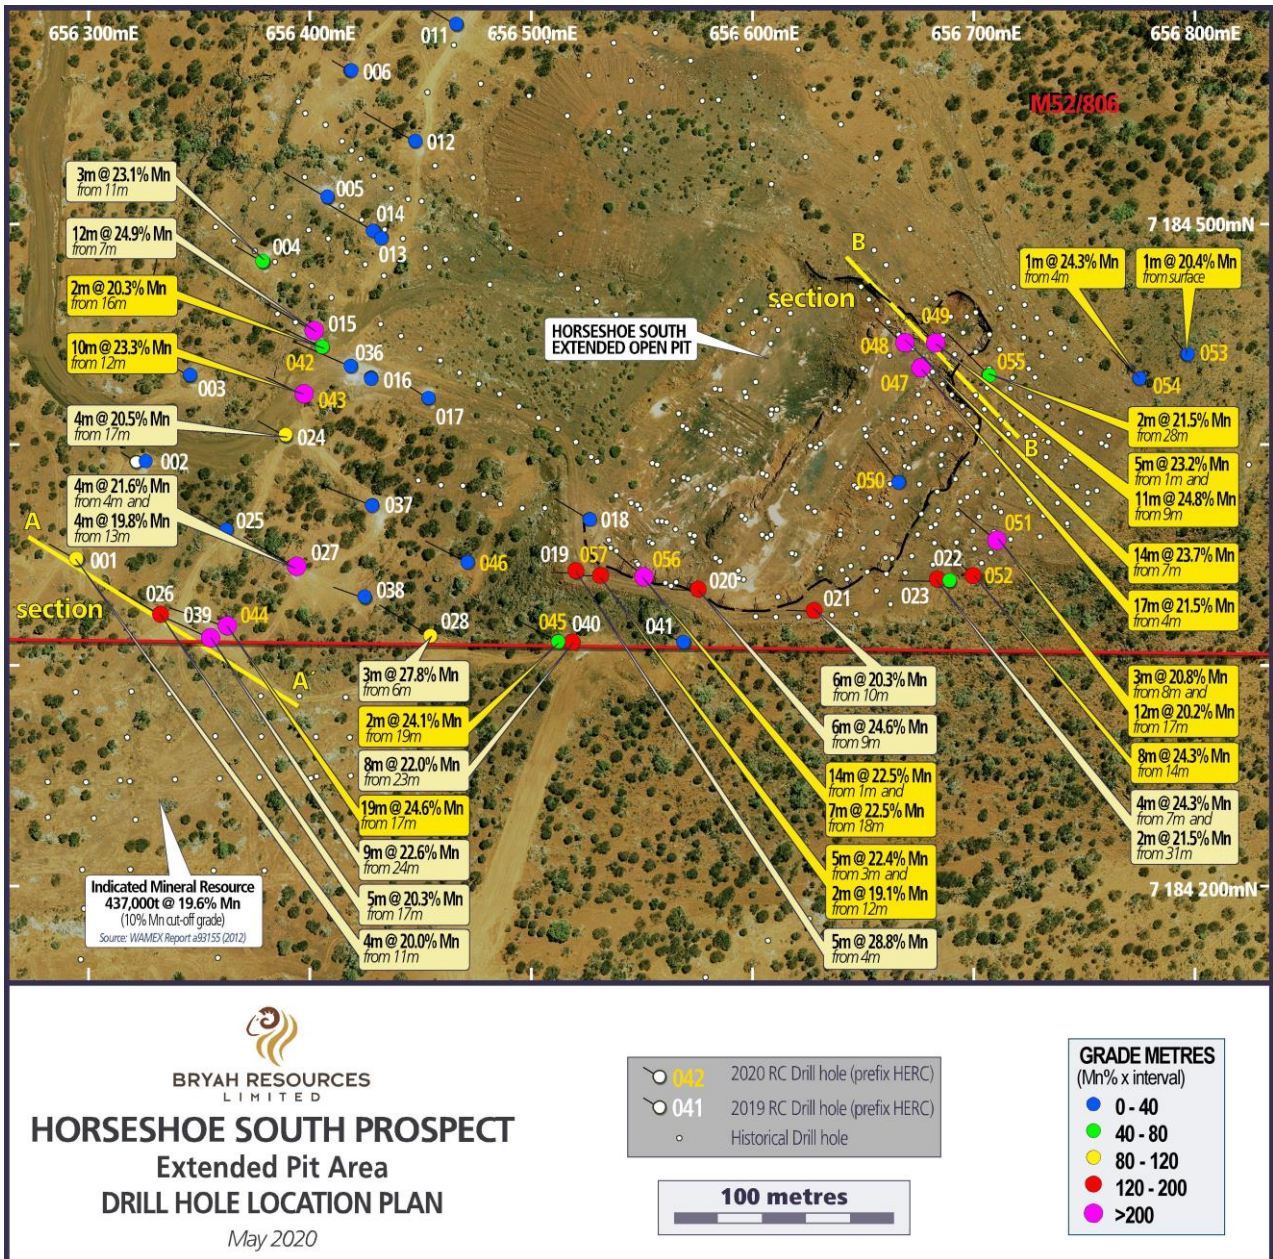 656 300mE
656 400mE
656 500mE
656 600mE
656 700mE
656 800mE
011
006
M52/806
012
3m @ 23.1% Mn
from 11m
005
014
013
7 184 500mN
12m @ 24.9% Mn
from 7m
004
B
1m @ 24.3% Mn
from 4m
1m @ 20.4% Mn
from surface
2m @ 20.3% Mn
from 16m
section
015
049
HORSESHOE SOUTH
EXTENDED OPEN PIT
10m @ 23.3% Mn
from 12m
042
036
048
053
003
016
047
055
054
043
017
4m @ 20.5% Mn
from 17m
024
2m @ 21.5% Mn
from 28m
B'
002
5m @ 23.2% Mn
from 1m and
11m @ 24.8% Mn
from 9m
4m @ 21.6% Mn
from 4m and
4m @ 19.8% Mn
from 13m
050
037
A
025
018
051
001
027
046
019
057
056
14m @ 23.7% Mn
from 7m
022
052
section
026
039
044
038
020
023
021
17m @ 21.5% Mn
from 4m
028
045
040
041
A'
3m @ 27.8% Mn
from 6m
6m @ 20.3% Mn
from 10m
3m @ 20.8% Mn
from 8m and
12m @ 20.2% Mn
from 17m
2m @ 24.1% Mn
from 19m
6m @ 24.6% Mn
from 9m
8m @ 22.0% Mn
from 23m
14m @ 22.5% Mn
from 1m and
7m @ 22.5% Mn
from 18m
8m @ 24.3% Mn
from 14m
19m @ 24.6% Mn
from 17m
4m @ 24.3% Mn
from 7m and
2m @ 21.5% Mn
from 31m
9m @ 22.6% Mn
from 24m
5m @ 22.4% Mn
from 3m and
2m @ 19.1% Mn
from 12m
7 184 200mN
Indicated Mineral Resource
437,000t @ 19.6% Mn
(10% Mn cut-off grade)
Source: WAMEX Report a93155 (2012)
5m @ 20.3% Mn
from 17m
4m @ 20.0% Mn
from 11m
5m @ 28.8% Mn
from 4m
BRYAH RESOURCES
LIMITED
HORSESHOE SOUTH PROSPECT
Extended Pit Area
DRILL HOLE LOCATION PLAN
May 2020
042 2020 RC Drill hole (prefix HERC)
041 2019 RC Drill hole (prefix HERC)
Historical Drill hole
100 metres
GRADE METRES
(Mn% x interval)
0 - 40
40 - 80
80 - 120
120 - 200
>200